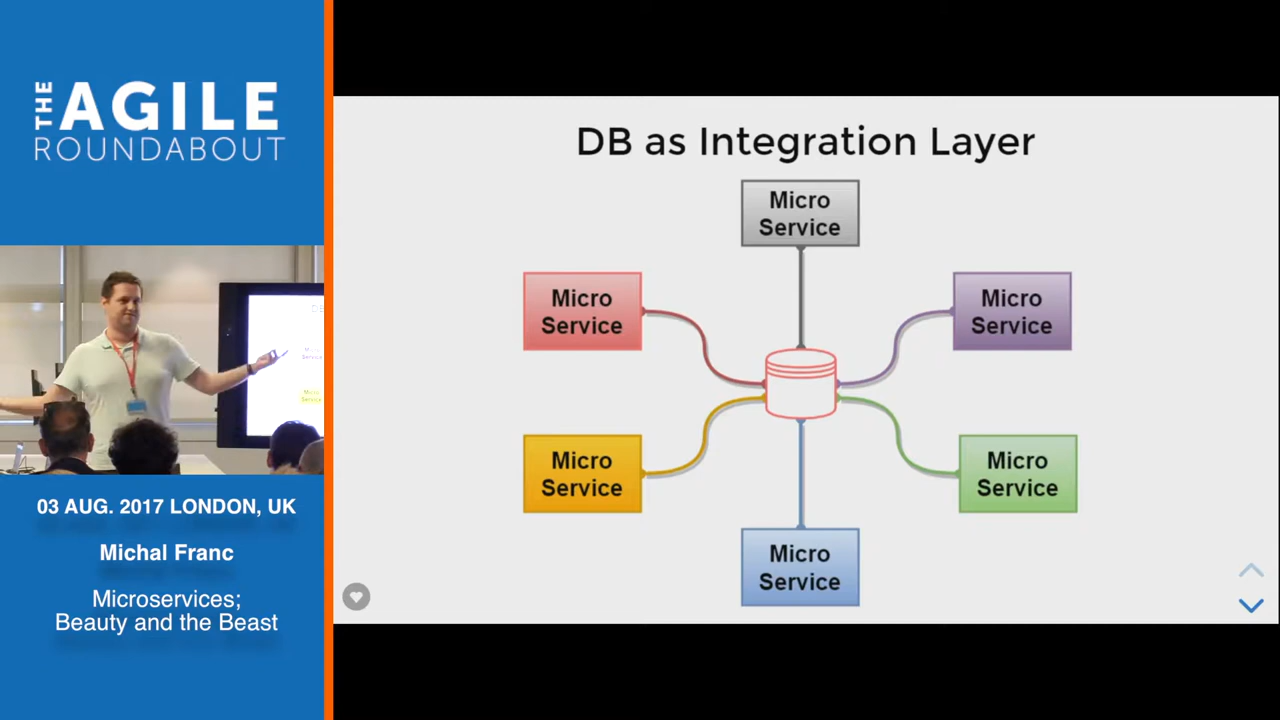 THE AGILE
ROUNDABOUT
03 AUG. 2017 LONDON, UK
Michal Franc
Microservices;
Beauty and the Beast
DB as Integration Layer
Micro
Service
Micro
Service
Micro
Service
Micro
Service
Micro
Service
Micro
Service